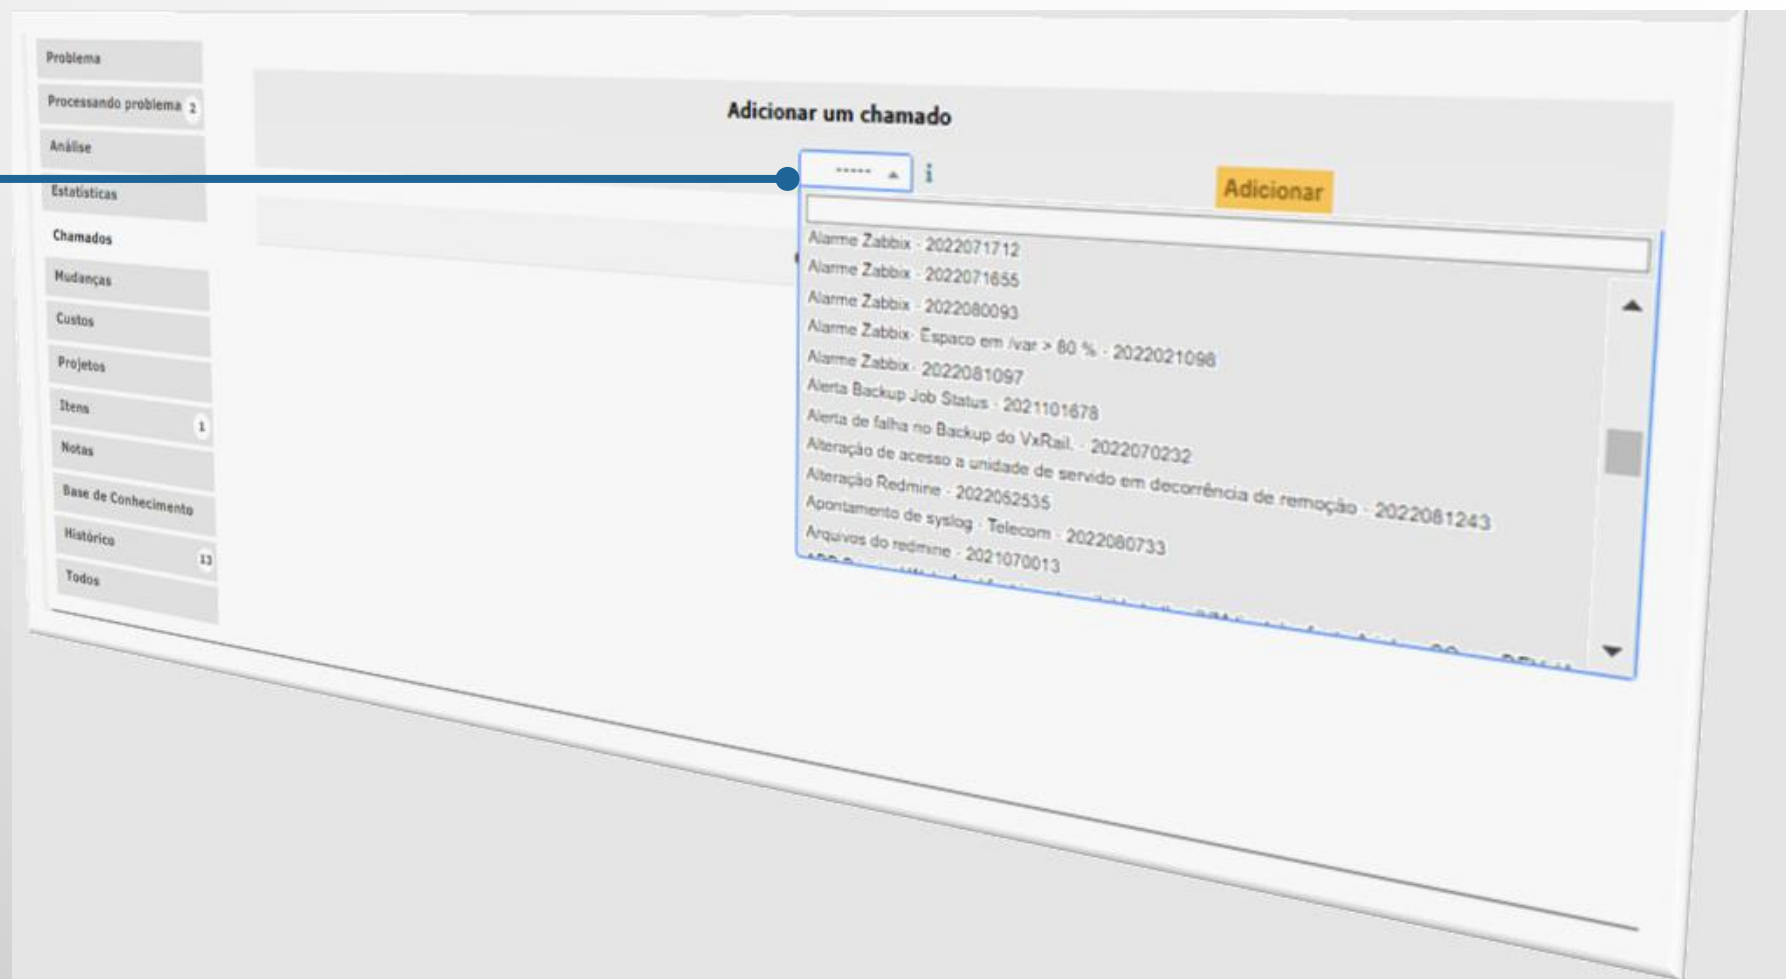 Problema
Processando problema 2
Análise
Estatísticas
Chamados
Mudanças
Custos
Projetos
Itens 1
Notas
Base de Conhecimento
Histórico 13
Todos
Adicionar um chamado
----- i
Adicionar
Alarme Zabbix - 2022071712
Alarme Zabbix - 2022071655
Alarme Zabbix - 2022080093
Alarme Zabbix- Espaco em /var > 80 % - 2022021098
Alarme Zabbix- 2022081097
Alerta Backup Job Status - 2021101678
Alerta de falha no Backup do VxRail. - 2022070232
Alteração de acesso a unidade de servido em decorrência de remoção - 2022081243
Alteração Redmine - 2022052535
Apontamento de syslog - Telecom - 2022080733
Arquivos do redmine - 2021070013